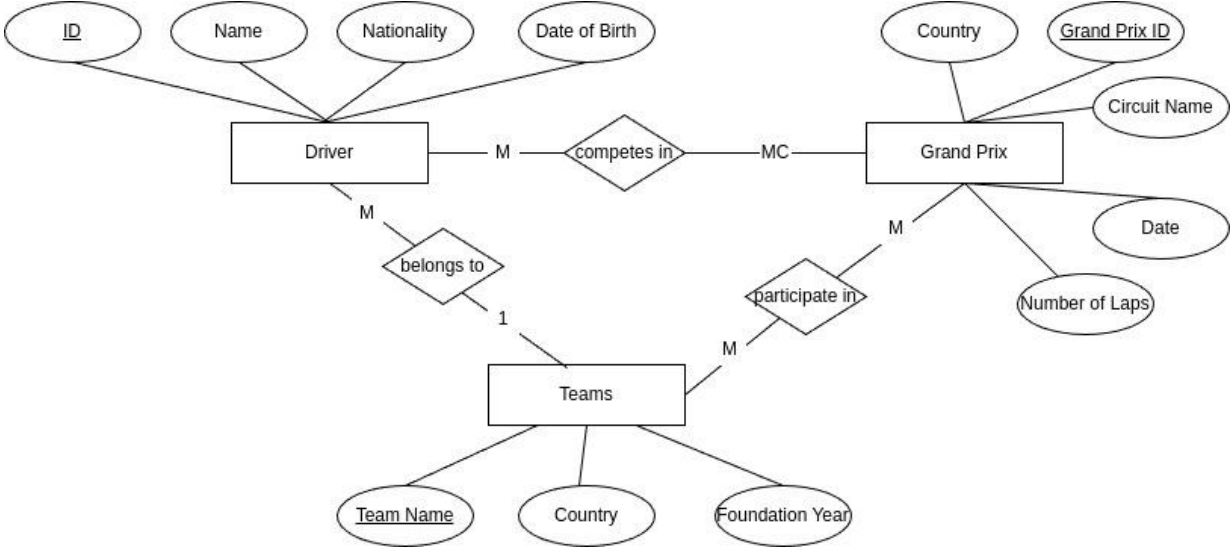 ID
Name
Nationality
Date of Birth
Country
Grand Prix ID
Circuit Name
Driver
M
competes in
MC
Grand Prix
M
M
Date
belongs to
participate in
Number of Laps
1
M
Teams
Team Name
Country
Foundation Year